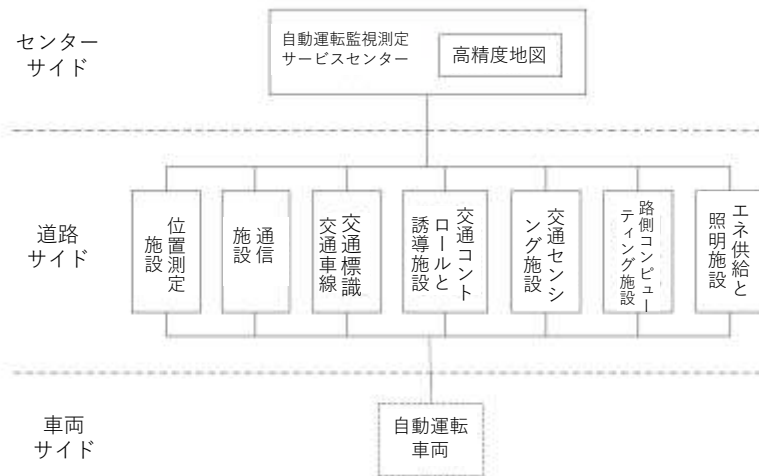 センター
サイド
自動運転監視測定
サービスセンター
高精度地図
道路
サイド
位置測定
施設
通信
施設
交通標識
交通車線
交通コント
ロールと
誘導施設
交通センシ
ング施設
路側コンピュー
ティング施設
エネ供給と
照明施設
車両
サイド
自動運転
車両